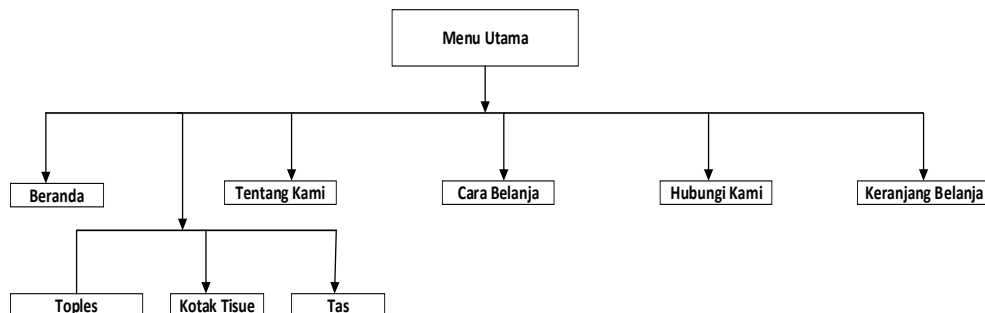 Menu Utama
Beranda
Tentang Kami
Cara Belanja
Hubungi Kami
Keranjang Belanja
Toples
Kotak Tisue
Tas